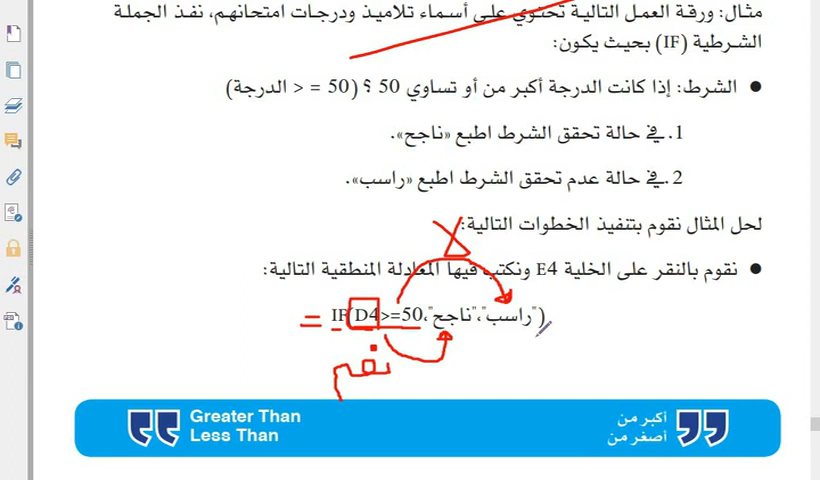 مثال: ورقة العمل التالية تحتوي على أسماء تلاميذ ودرجات امتحانهم، نفذ الجملة
الشرطية (IF) بحيث يكون:
● الشرط: إذا كانت الدرجة أكبر من أو تساوي 50 ؟ (50 = < الدرجة)
1. في حالة تحقق الشرط اطبع «ناجح».
2. في حالة عدم تحقق الشرط اطبع «راسب».
لحل المثال نقوم بتنفيذ الخطوات التالية:
● نقوم بالنقر على الخلية E4 ونكتب فيها المعادلة المنطقية التالية:
= IF(D4>=50،"ناجح"،"راسب")
نعم
Greater Than أكبر من
Less Than أصغر من